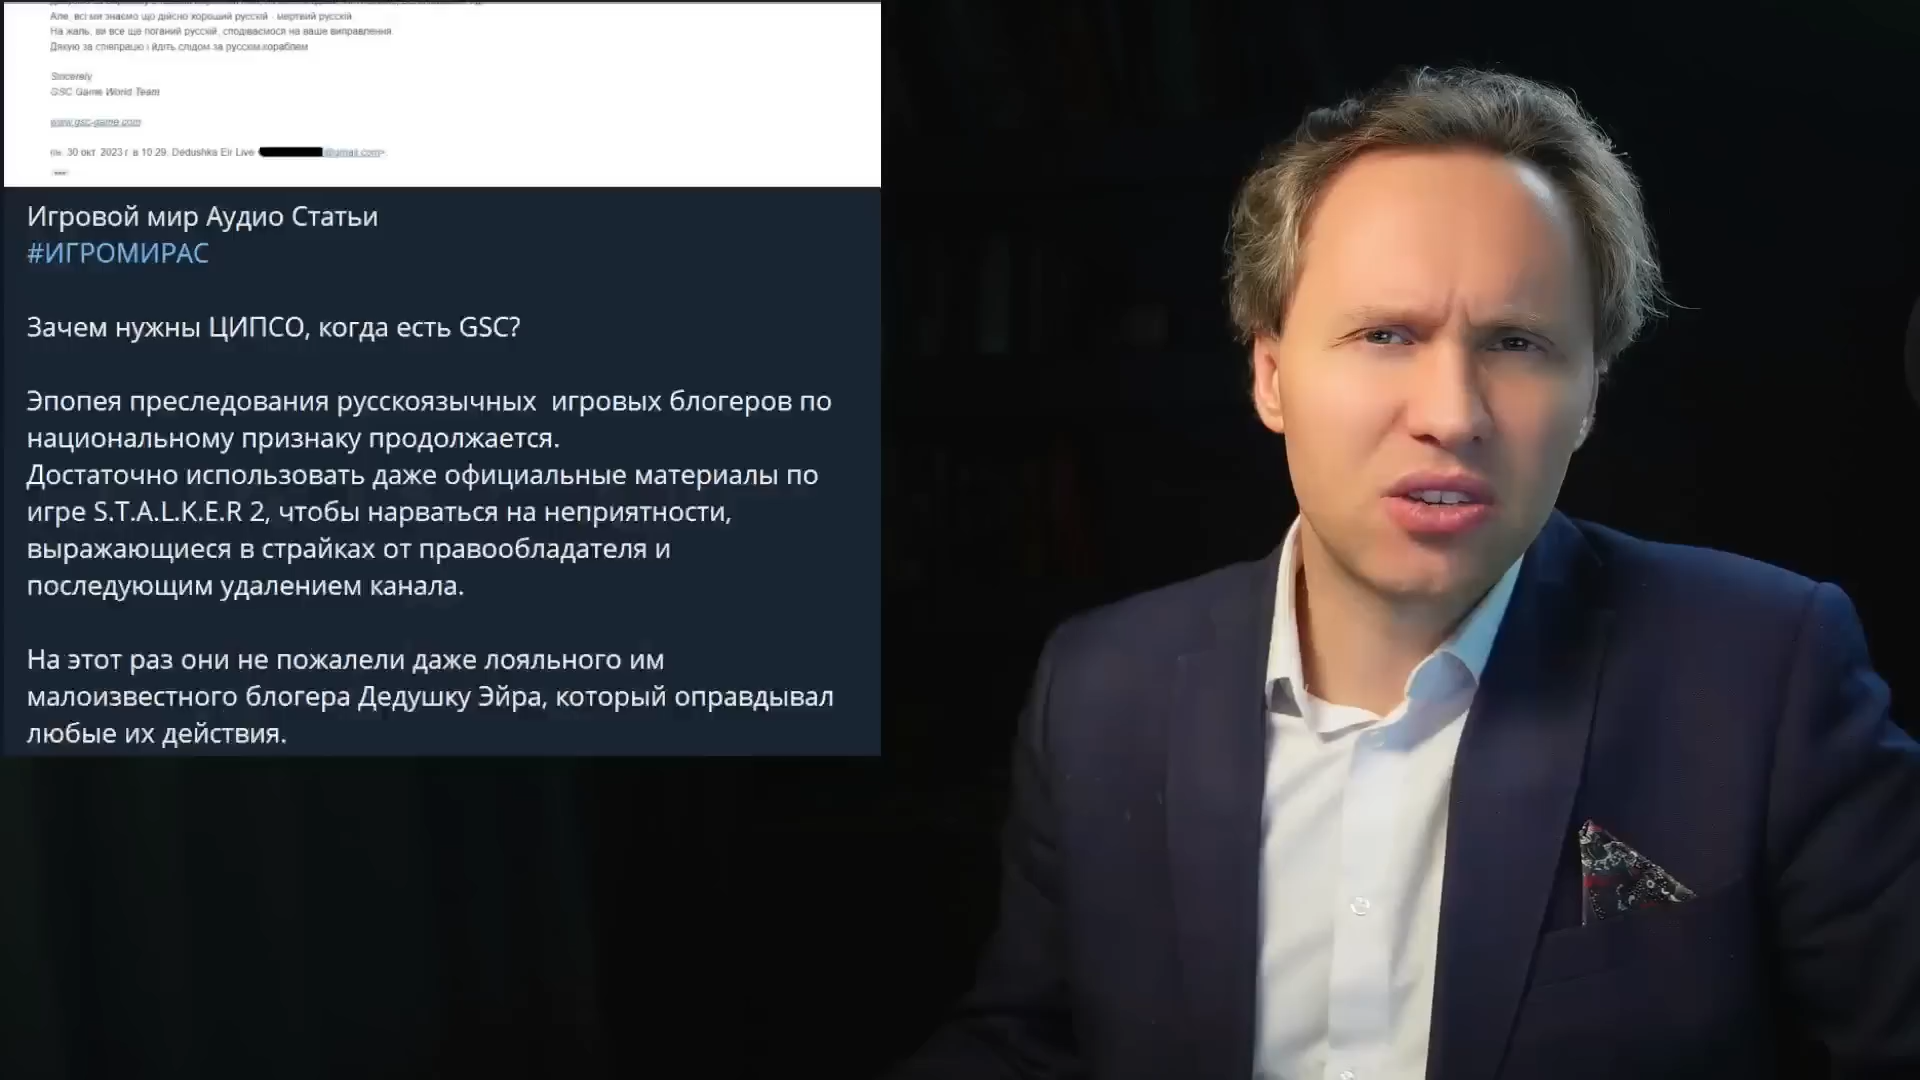 Але, всі ми знаємо що дійсно хороший русскій - мертвий русскій
На жаль, ви все ще поганий русскій, сподіваємося на ваше виправлення.
Дякую за співпрацю і йдіть слідом за русскім кораблем
Sincerely
GSC Game World Team
www.gsc-game.com
пн. 30 окт. 2023 г. в 10:29, Dedushka Eir Live < @gmail.com>:
Игровой мир Аудио Статьи
#ИГРОМИРАС
Зачем нужны ЦИПСО, когда есть GSC?
Эпопея преследования русскоязычных игровых блогеров по
национальному признаку продолжается.
Достаточно использовать даже официальные материалы по
игре S.T.A.L.K.E.R 2, чтобы нарваться на неприятности,
выражающиеся в страйках от правообладателя и
последующим удалением канала.
На этот раз они не пожалели даже лояльного им
малоизвестного блогера Дедушку Эйра, который оправдывал
любые их действия.